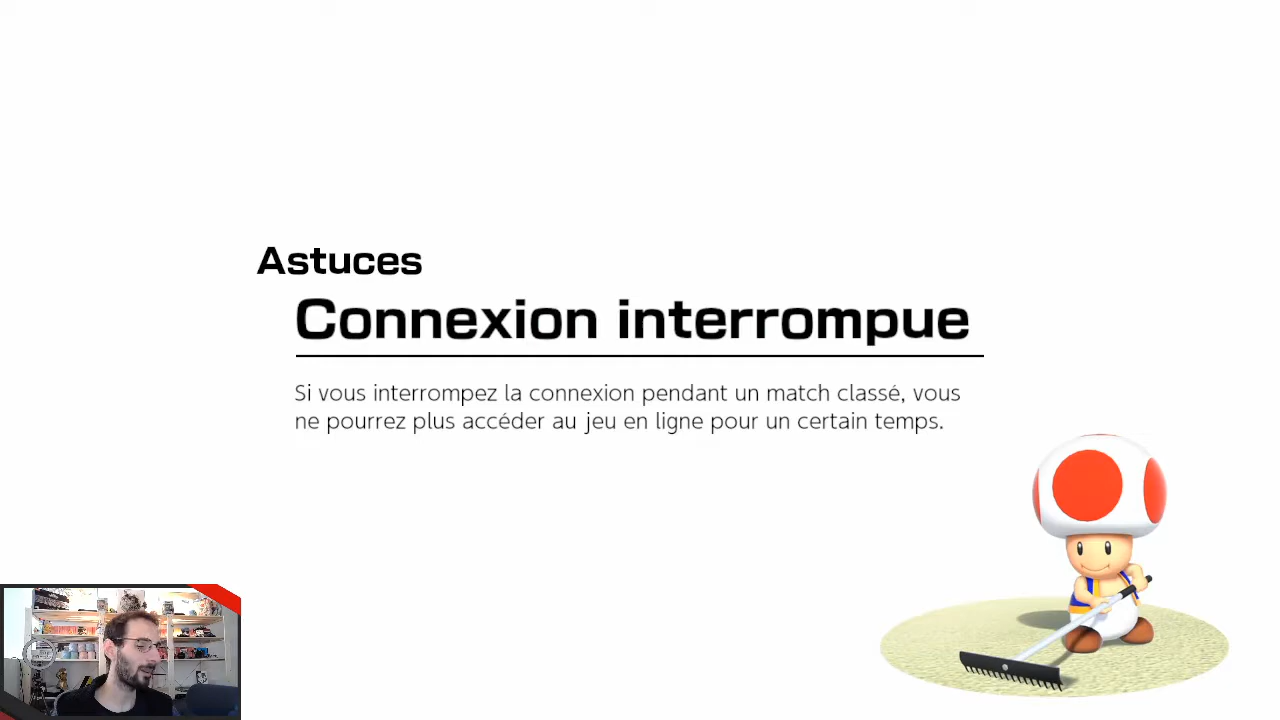 Astuces
Connexion interrompue
Si vous interrompez la connexion pendant un match classé, vous
ne pourrez plus accéder au jeu en ligne pour un certain temps.